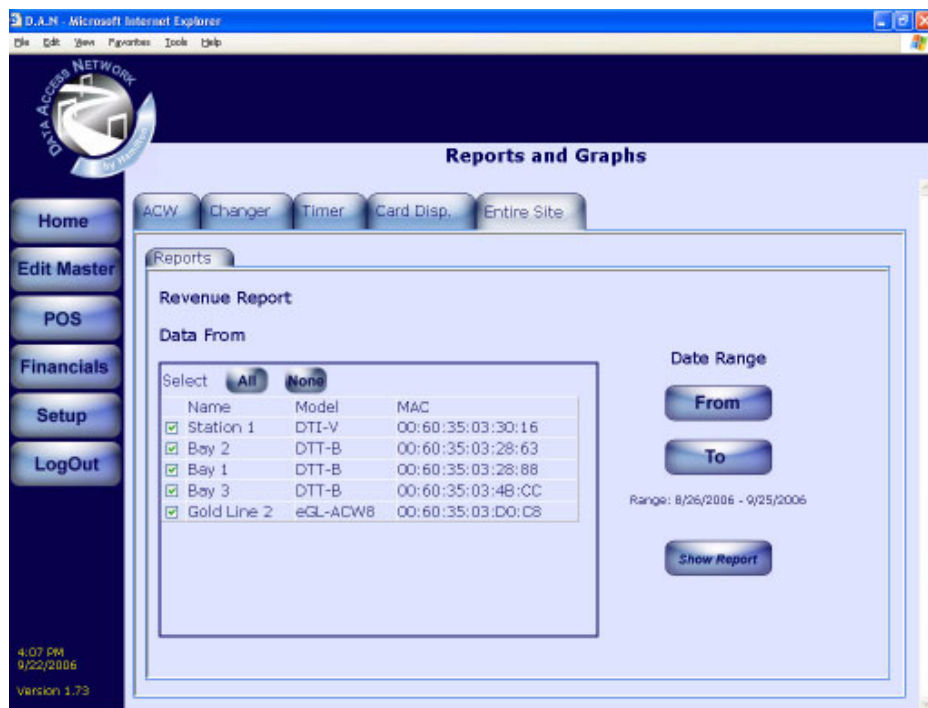 D.A.N - Microsoft Internet Explorer
File Edit View Favorites Tools Help
DATA ACCESS NETWORK
by Hamilton
Reports and Graphs
Home
Edit Master
POS
Financials
Setup
LogOut
4:07 PM
9/22/2006
Version 1.73
ACW Changer Timer Card Disp. Entire Site
Reports
Revenue Report
Data From
Select All None
Name Model MAC
Station 1 DTI-V 00:60:35:03:30:16
Bay 2 DTT-B 00:60:35:03:28:63
Bay 1 DTT-B 00:60:35:03:28:88
Bay 3 DTT-B 00:60:35:03:4B:CC
Gold Line 2 eGL-ACW8 00:60:35:03:D0:C8
Date Range
From
To
Range: 8/26/2006 - 9/25/2006
Show Report